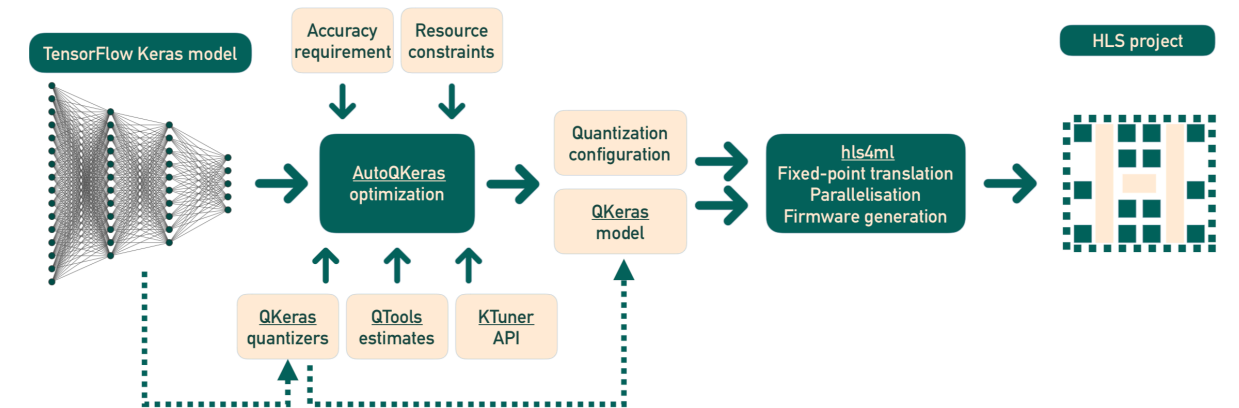 TensorFlow Keras model
Accuracy
requirement
Resource
constraints
HLS project
AutoQKeras
optimization
Quantization
configuration
QKeras
model
hls4ml
Fixed-point translation
Parallelisation
Firmware generation
QKeras
quantizers
QTools
estimates
KTuner
API